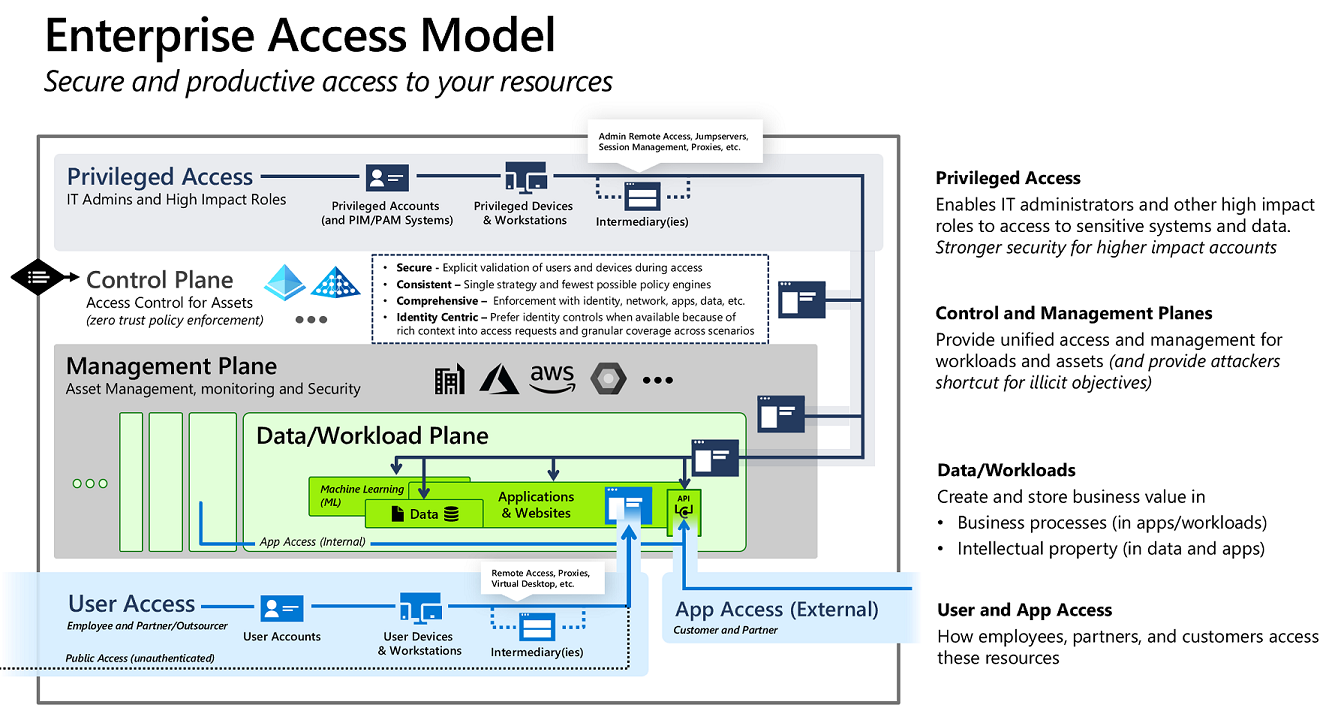 Enterprise Access Model
Secure and productive access to your resources
Admin Remote Access, Jumpservers,
Session Management, Proxies, etc.
Privileged Access
IT Admins and High Impact Roles
Privileged Accounts
(and PIM/PAM Systems)
Privileged Devices
& Workstations
Intermediary(ies)
Control Plane
Access Control for Assets
(zero trust policy enforcement)
• Secure - Explicit validation of users and devices during access
• Consistent – Single strategy and fewest possible policy engines
• Comprehensive – Enforcement with identity, network, apps, data, etc.
• Identity Centric – Prefer identity controls when available because of
rich context into access requests and granular coverage across scenarios
Management Plane
Asset Management, monitoring and Security
aws
Data/Workload Plane
Machine Learning
(ML)
Data
Applications
& Websites
API
App Access (Internal)
Remote Access, Proxies,
Virtual Desktop, etc.
User Access
Employee and Partner/Outsourcer
User Accounts
User Devices
& Workstations
Intermediary(ies)
Public Access (unauthenticated)
App Access (External)
Customer and Partner
Privileged Access
Enables IT administrators and other high impact
roles to access to sensitive systems and data.
Stronger security for higher impact accounts
Control and Management Planes
Provide unified access and management for
workloads and assets (and provide attackers
shortcut for illicit objectives)
Data/Workloads
Create and store business value in
• Business processes (in apps/workloads)
• Intellectual property (in data and apps)
User and App Access
How employees, partners, and customers access
these resources